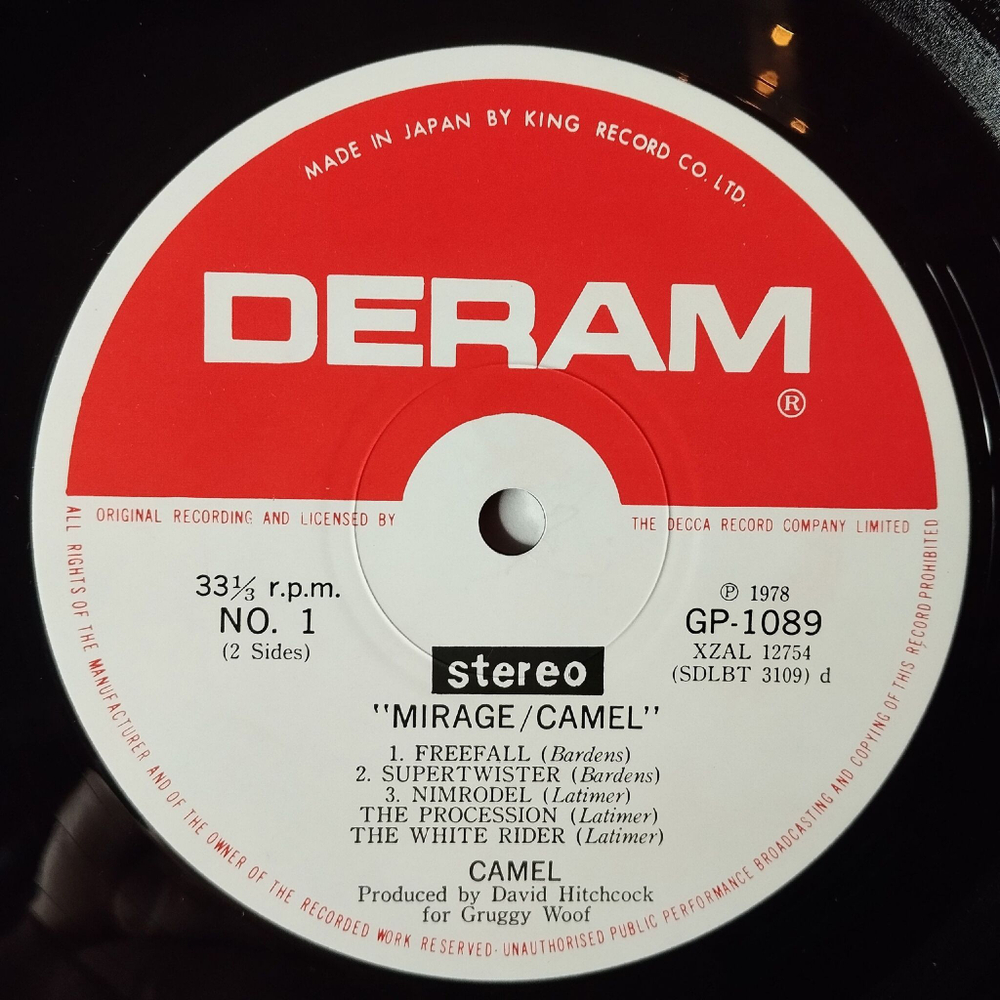 MADE IN JAPAN BY KING RECORD CO. LTD.
DERAM
®
ORIGINAL RECORDING AND LICENSED BY
THE DECCA RECORD COMPANY LIMITED
33⅓ r.p.m.
NO. 1
(2 Sides)
℗ 1978
GP-1089
XZAL 12754
(SDLBT 3109) d
stereo
"MIRAGE/CAMEL"
1. FREEFALL (Bardens)
2. SUPERTWISTER (Bardens)
3. NIMRODEL (Latimer)
THE PROCESSION (Latimer)
THE WHITE RIDER (Latimer)
CAMEL
Produced by David Hitchcock
for Gruggy Woof
ALL RIGHTS OF THE MANUFACTURER AND OF THE OWNER OF THE RECORDED WORK RESERVED· UNAUTHORISED PUBLIC PERFORMANCE BROADCASTING AND COPYING OF THIS RECORD PROHIBITED